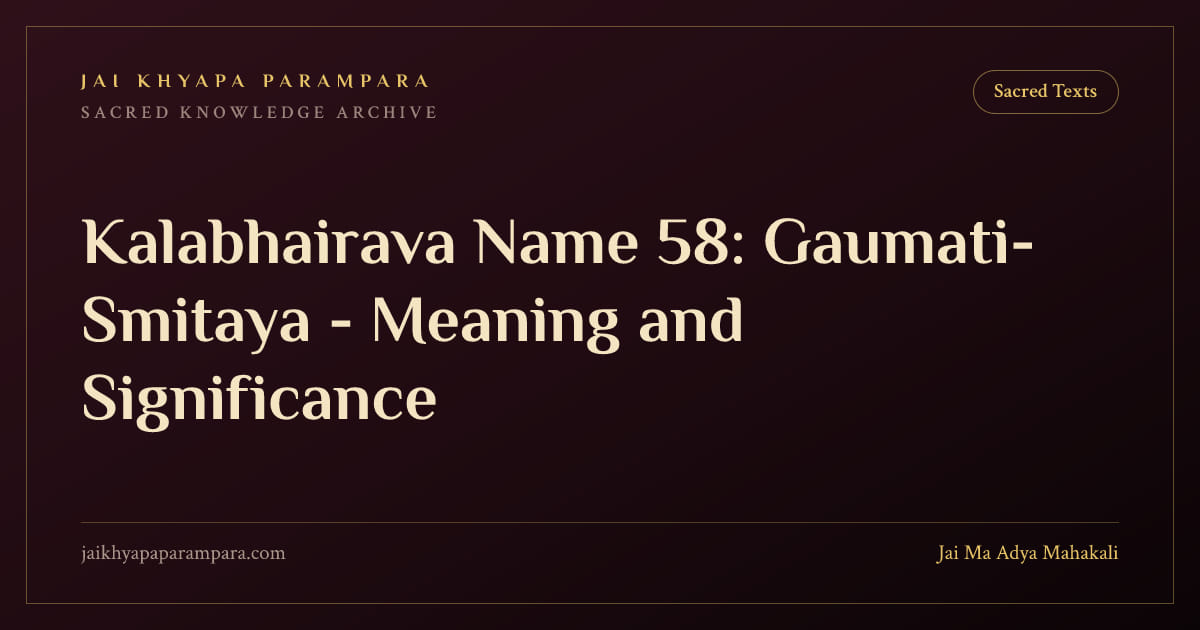 JAI KHYAPA PARAMPARA
SACRED KNOWLEDGE ARCHIVE
Sacred Texts
Kalabhairava Name 58: Gaumati-
Smitaya - Meaning and
Significance
jaikhyapaparampara.com
Jai Ma Adya Mahakali